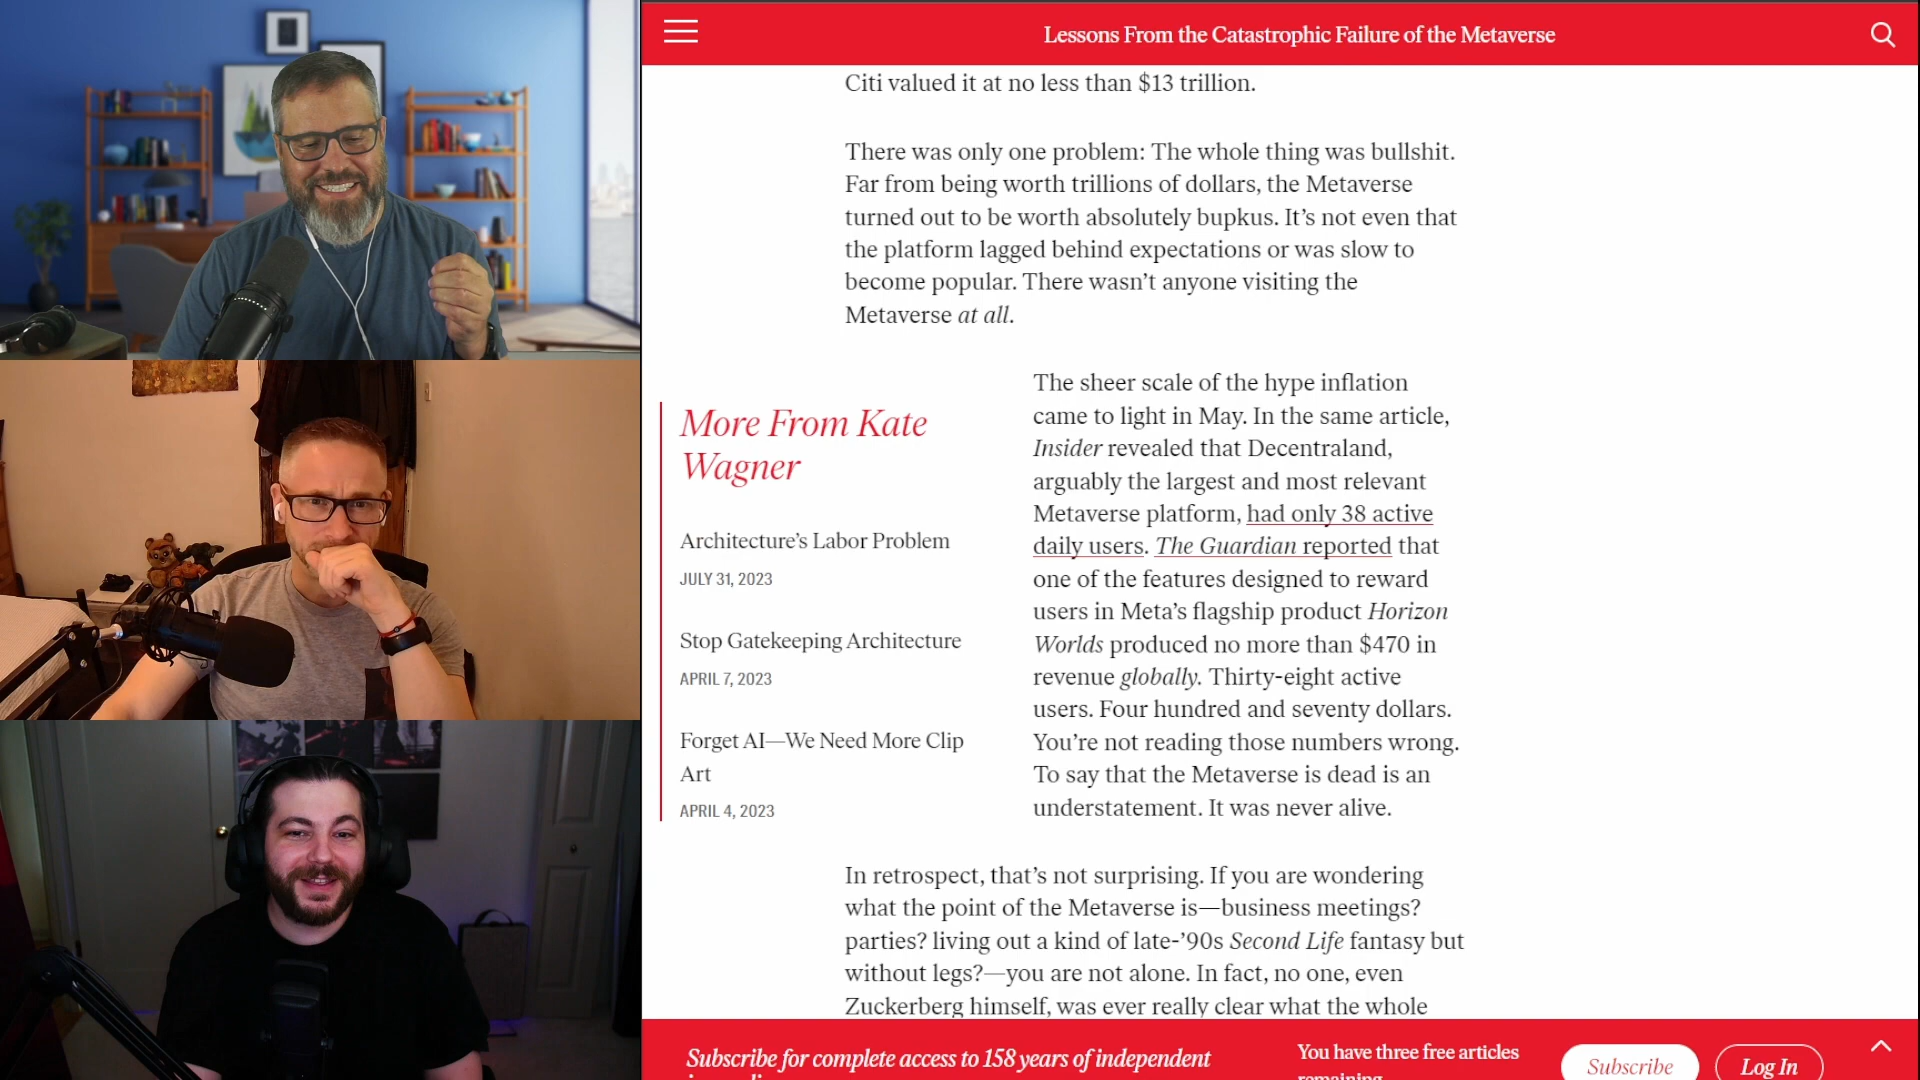 Lessons From the Catastrophic Failure of the Metaverse
Citi valued it at no less than $13 trillion.
There was only one problem: The whole thing was bullshit.
Far from being worth trillions of dollars, the Metaverse
turned out to be worth absolutely bupkus. It’s not even that
the platform lagged behind expectations or was slow to
become popular. There wasn’t anyone visiting the
Metaverse at all.
More From Kate
Wagner
Architecture’s Labor Problem
JULY 31, 2023
Stop Gatekeeping Architecture
APRIL 7, 2023
Forget AI—We Need More Clip
Art
APRIL 4, 2023
The sheer scale of the hype inflation
came to light in May. In the same article,
Insider revealed that Decentraland,
arguably the largest and most relevant
Metaverse platform, had only 38 active
daily users. The Guardian reported that
one of the features designed to reward
users in Meta’s flagship product Horizon
Worlds produced no more than $470 in
revenue globally. Thirty-eight active
users. Four hundred and seventy dollars.
You’re not reading those numbers wrong.
To say that the Metaverse is dead is an
understatement. It was never alive.
In retrospect, that’s not surprising. If you are wondering
what the point of the Metaverse is—business meetings?
parties? living out a kind of late-’90s Second Life fantasy but
without legs?—you are not alone. In fact, no one, even
Zuckerberg himself, was ever really clear what the whole
Subscribe for complete access to 158 years of independent
You have three free articles
remaining
Subscribe
Log In